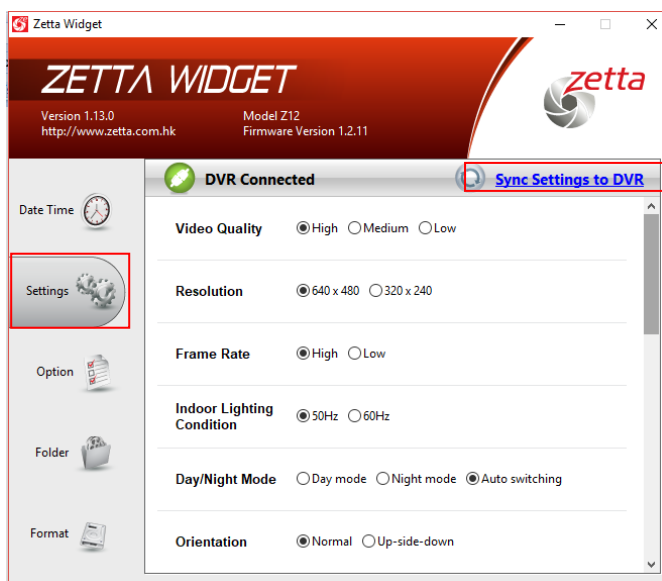 Zetta Widget
ZETTA WIDGET
zetta
Version 1.13.0
Model Z12
http://www.zetta.com.hk
Firmware Version 1.2.11
DVR Connected
Sync Settings to DVR
Date Time
Settings
Option
Folder
Format
Video Quality High Medium Low
Resolution 640 x 480 320 x 240
Frame Rate High Low
Indoor Lighting
Condition 50Hz 60Hz
Day/Night Mode Day mode Night mode Auto switching
Orientation Normal Up-side-down